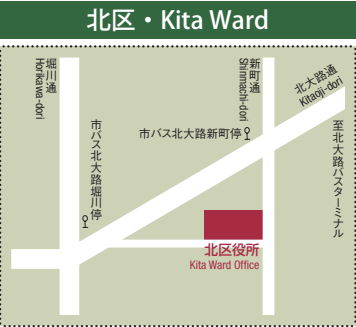 北区・Kita Ward
堀川通
Horikawa-dori
新町通
Shinmachi-dori
北大路通
Kitaoji-dori
市バス北大路新町停
市バス北大路堀川停
至北大路バスターミナル
北区役所
Kita Ward Office